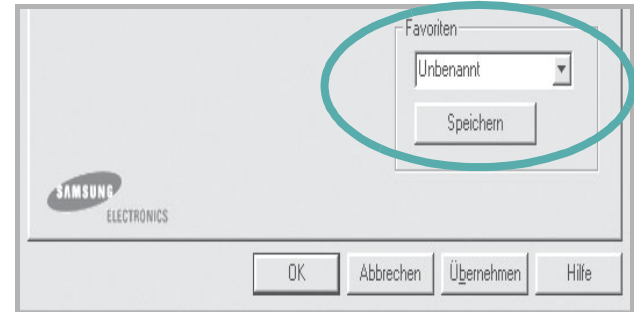 Favoriten
Unbenannt
Speichern
SAMSUNG
ELECTRONICS
OK Abbrechen Übernehmen Hilfe